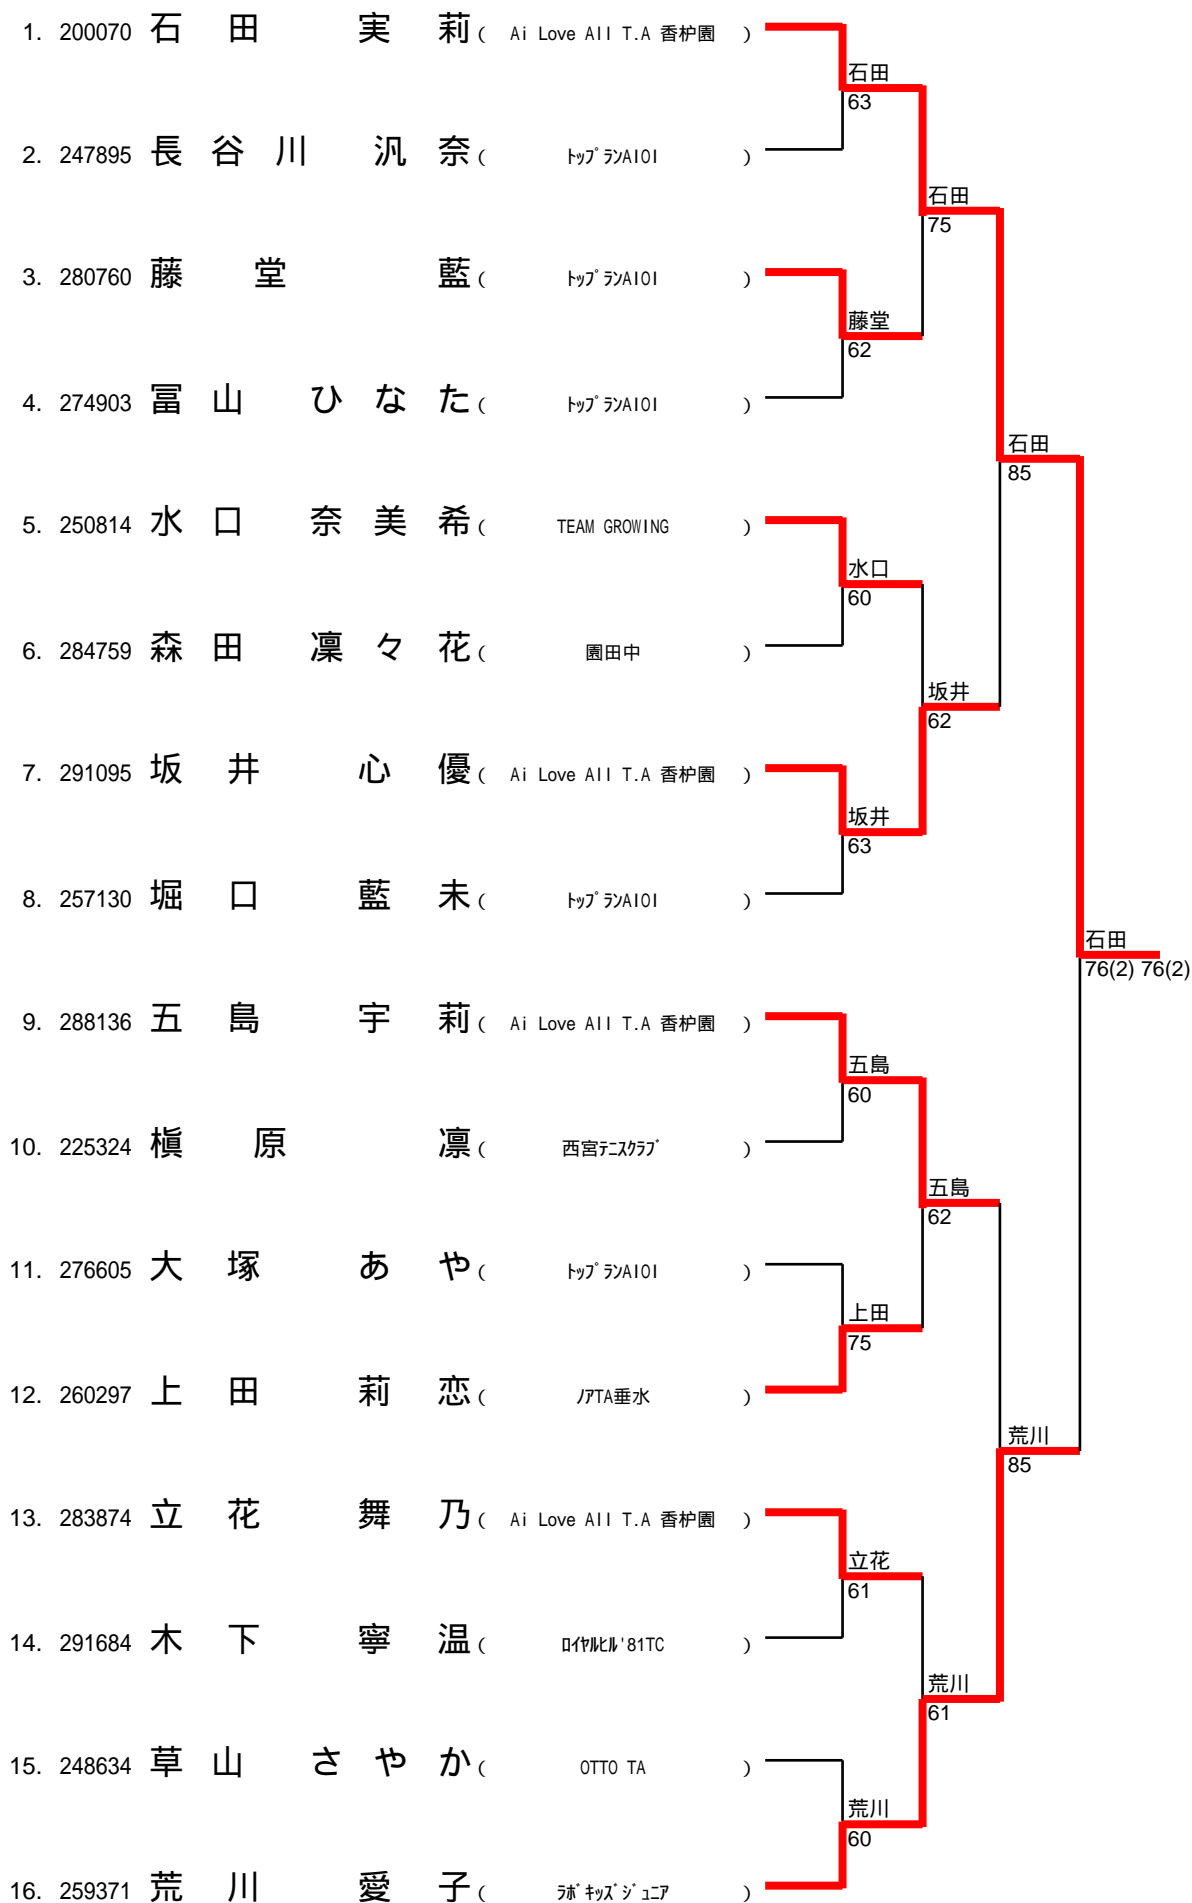 1. 200070 石田 実莉 ( Ai Love All T.A 香枦園 )
石田
63
2. 247895 長谷川 汎奈 ( ﾄｯﾌﾟﾗﾝAIOI )
石田
75
3. 280760 藤堂 藍 ( ﾄｯﾌﾟﾗﾝAIOI )
藤堂
62
4. 274903 冨山 ひなた ( ﾄｯﾌﾟﾗﾝAIOI )
石田
85
5. 250814 水口 奈美希 ( TEAM GROWING )
水口
60
6. 284759 森田 凜々花 ( 園田中 )
坂井
62
7. 291095 坂井 心優 ( Ai Love All T.A 香枦園 )
坂井
63
8. 257130 堀口 藍未 ( ﾄｯﾌﾟﾗﾝAIOI )
石田
76(2) 76(2)
9. 288136 五島 宇莉 ( Ai Love All T.A 香枦園 )
五島
60
10. 225324 槇原 凛 ( 西宮ﾃﾆｽｸﾗﾌﾞ )
五島
62
11. 276605 大塚 あや ( ﾄｯﾌﾟﾗﾝAIOI )
上田
75
12. 260297 上田 莉恋 ( ﾉｱTA垂水 )
荒川
85
13. 283874 立花 舞乃 ( Ai Love All T.A 香枦園 )
立花
61
14. 291684 木下 寧温 ( ﾛｲﾔﾙﾋﾙ'81TC )
荒川
61
15. 248634 草山 さやか ( OTTO TA )
荒川
60
16. 259371 荒川 愛子 ( ﾗﾎﾞｷｯｽﾞｼﾞｭﾆｱ )